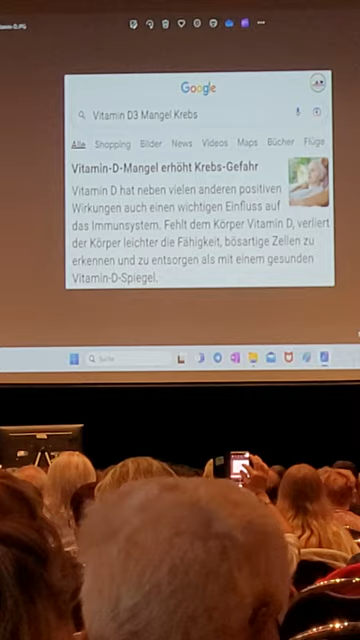 Google
Vitamin D3 Mangel Krebs
Alle Shopping Bilder News Videos Maps Bücher Flüge
Vitamin-D-Mangel erhöht Krebs-Gefahr
Vitamin D hat neben vielen anderen positiven
Wirkungen auch einen wichtigen Einfluss auf
das Immunsystem. Fehlt dem Körper Vitamin D, verliert
der Körper leichter die Fähigkeit, bösartige Zellen zu
erkennen und zu entsorgen als mit einem gesunden
Vitamin-D-Spiegel.
Suche